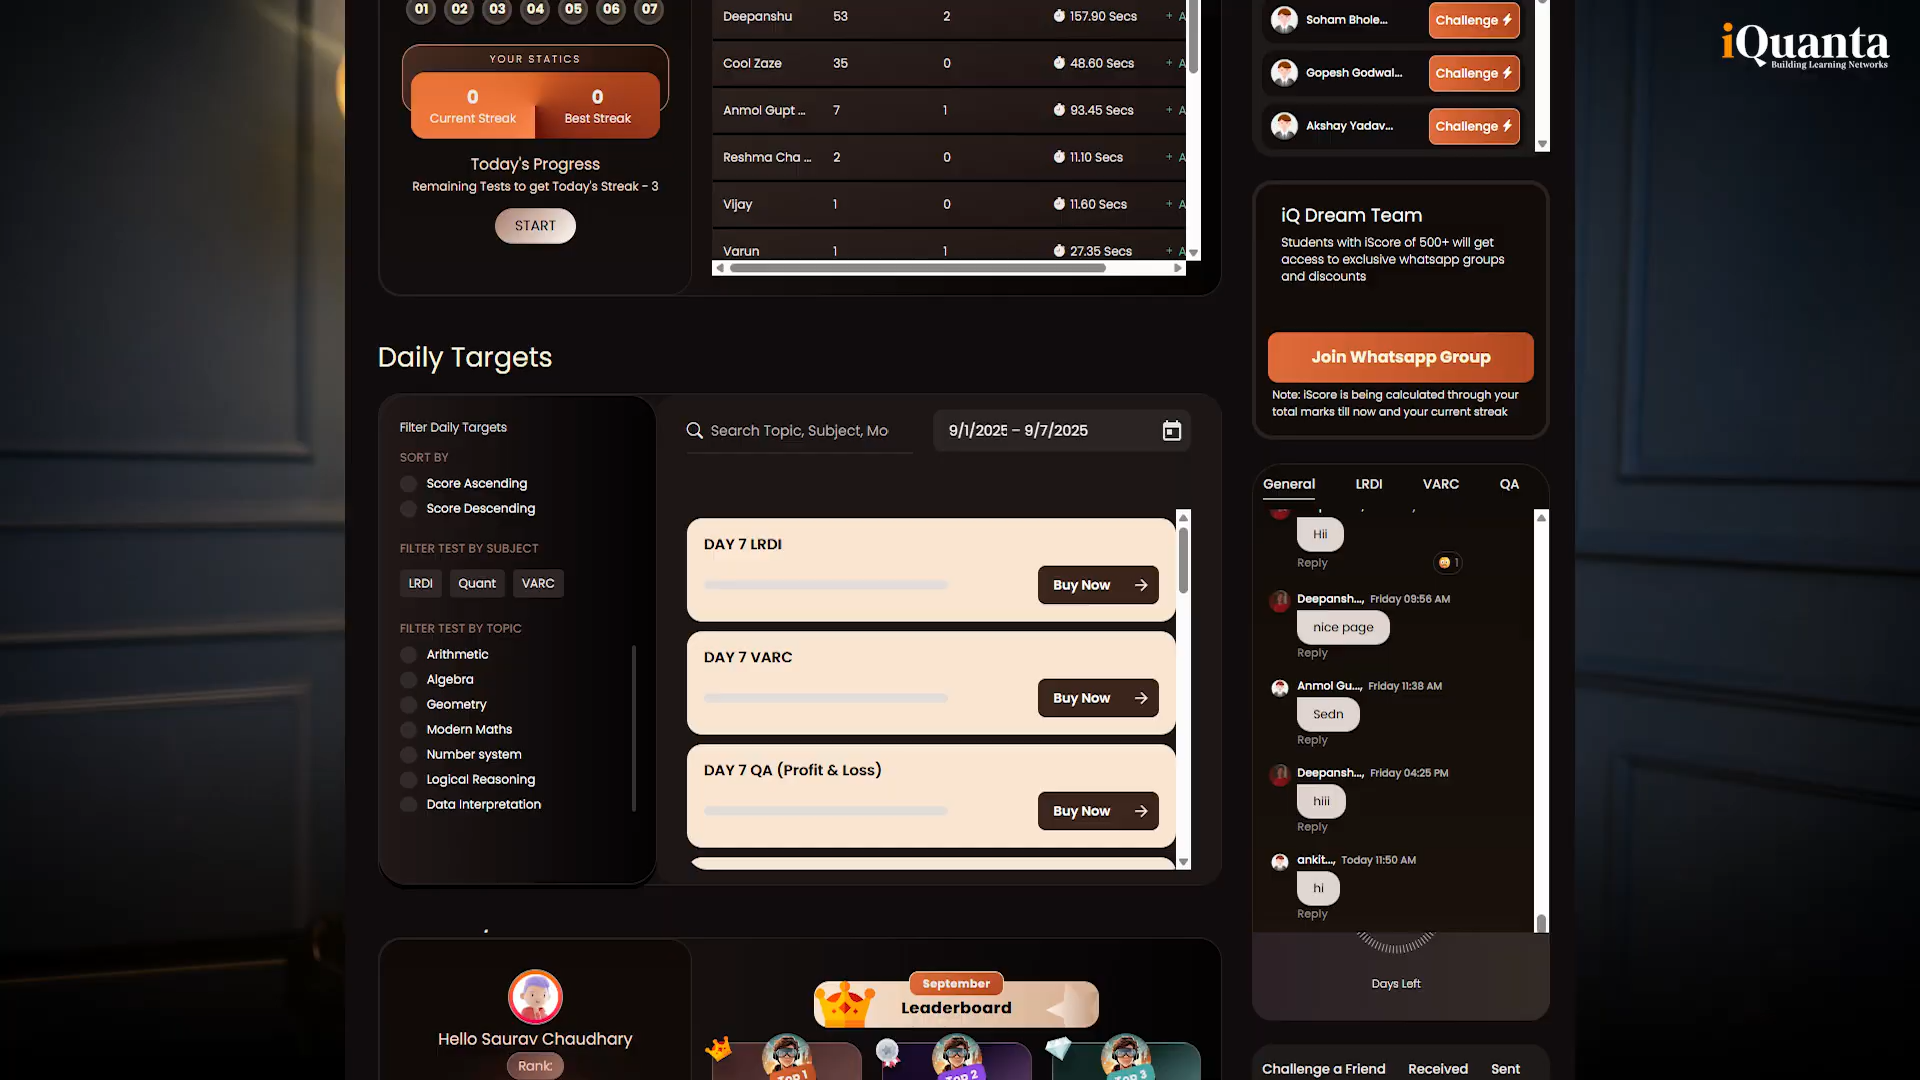 01 02 03 04 05 06 07
YOUR STATICS
0
Current Streak
0
Best Streak
Today's Progress
Remaining Tests to get Today's Streak - 3
START
Deepanshu 53 2 157.90 Secs + A
Cool Zaze 35 0 48.60 Secs + A
Anmol Gupt ... 7 1 93.45 Secs + A
Reshma Cha ... 2 0 11.10 Secs + A
Vijay 1 0 11.60 Secs + A
Varun 1 1 27.35 Secs + A
Soham Bhole... Challenge
Gopesh Godwal... Challenge
Akshay Yadav... Challenge
iQuanta
Building Learning Networks
iQ Dream Team
Students with iScore of 500+ will get
access to exclusive whatsapp groups
and discounts
Join Whatsapp Group
Note: iScore is being calculated through your
total marks till now and your current streak
Daily Targets
Filter Daily Targets
SORT BY
Score Ascending
Score Descending
FILTER TEST BY SUBJECT
LRDI Quant VARC
FILTER TEST BY TOPIC
Arithmetic
Algebra
Geometry
Modern Maths
Number system
Logical Reasoning
Data Interpretation
Search Topic, Subject, Mo
9/1/2025 – 9/7/2025
DAY 7 LRDI
Buy Now
DAY 7 VARC
Buy Now
DAY 7 QA (Profit & Loss)
Buy Now
General LRDI VARC QA
Hii
Reply
1
Deepansh..., Friday 09:56 AM
nice page
Reply
Anmol Gu..., Friday 11:38 AM
Sedn
Reply
Deepansh..., Friday 04:25 PM
hiii
Reply
ankit..., Today 11:50 AM
hi
Reply
Days Left
Hello Saurav Chaudhary
Rank:
September
Leaderboard
Top 1
Top 2
Top 3
Challenge a Friend Received Sent